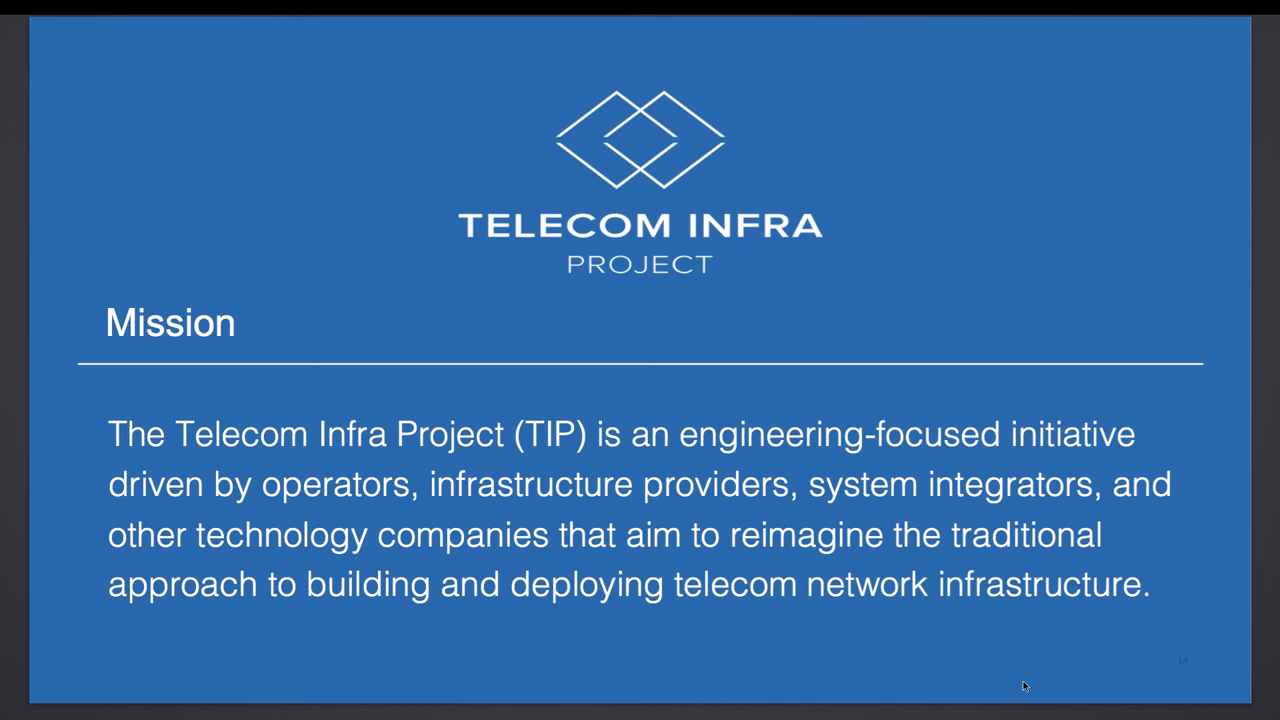 TELECOM INFRA
PROJECT
Mission
The Telecom Infra Project (TIP) is an engineering-focused initiative
driven by operators, infrastructure providers, system integrators, and
other technology companies that aim to reimagine the traditional
approach to building and deploying telecom network infrastructure.
14